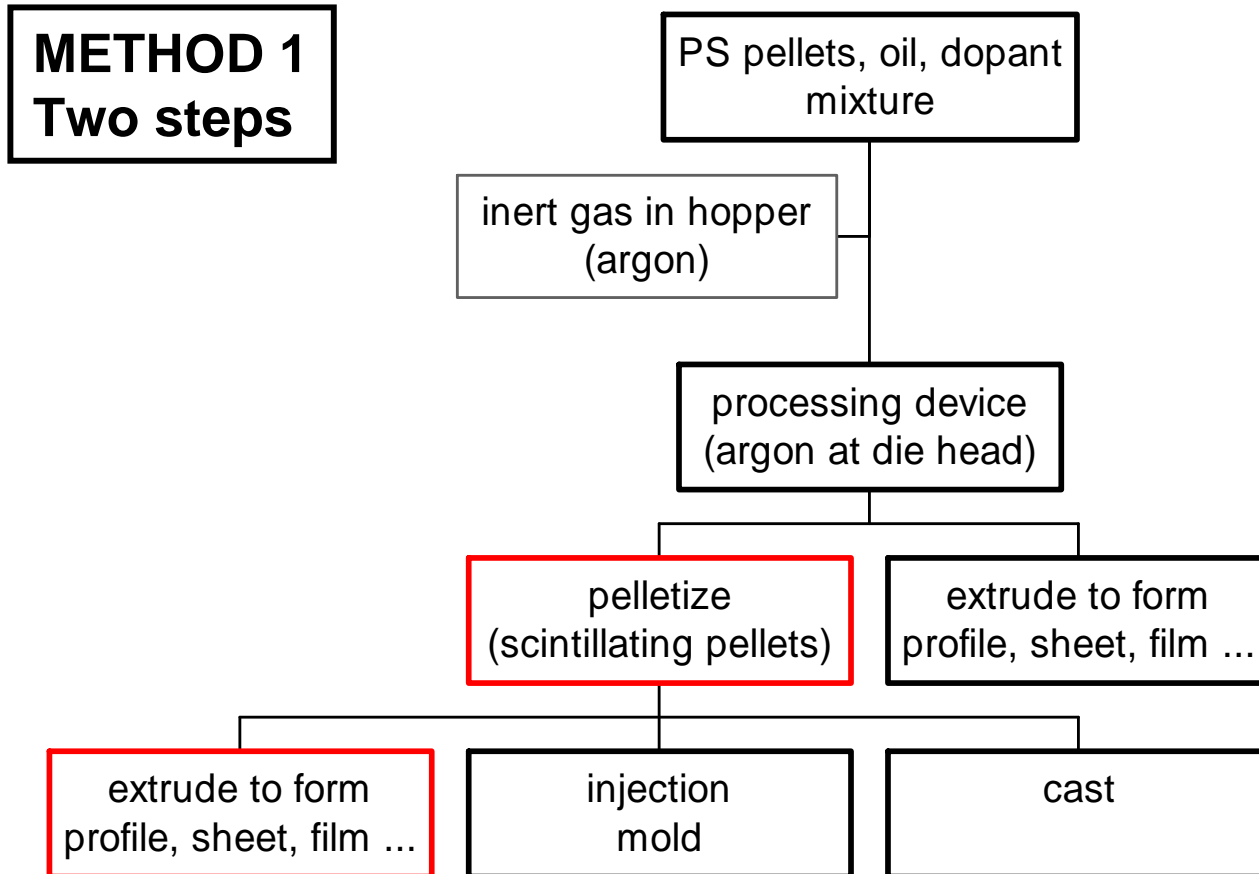 METHOD 1
Two steps
PS pellets, oil, dopant
mixture
inert gas in hopper
(argon)
processing device
(argon at die head)
pelletize
(scintillating pellets)
extrude to form
profile, sheet, film ...
extrude to form
profile, sheet, film ...
injection
mold
cast